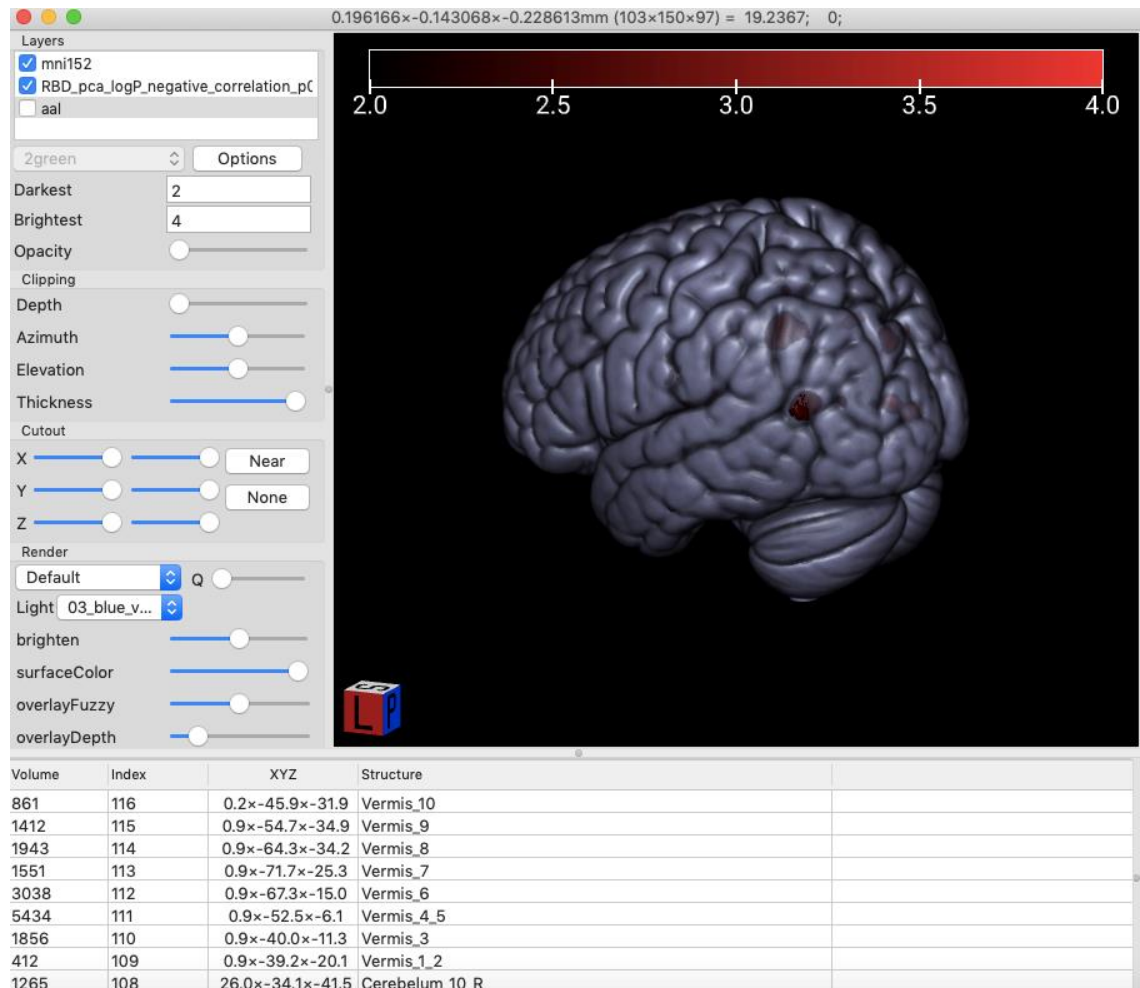 0.196166×-0.143068×-0.228613mm (103×150×97) = 19.2367; 0;
Layers
mni152
RBD_pca_logP_negative_correlation_p(
aal
2green Options
Darkest 2
Brightest 4
Opacity
Clipping
Depth
Azimuth
Elevation
Thickness
Cutout
X Near
Y None
Z
Render
Default Q
Light 03_blue_v...
brighten
surfaceColor
overlayFuzzy
overlayDepth
2.0 2.5 3.0 3.5 4.0
S
L P
Volume Index XYZ Structure
861 116 0.2×-45.9×-31.9 Vermis_10
1412 115 0.9×-54.7×-34.9 Vermis_9
1943 114 0.9×-64.3×-34.2 Vermis_8
1551 113 0.9×-71.7×-25.3 Vermis_7
3038 112 0.9×-67.3×-15.0 Vermis_6
5434 111 0.9×-52.5×-6.1 Vermis_4_5
1856 110 0.9×-40.0×-11.3 Vermis_3
412 109 0.9×-39.2×-20.1 Vermis_1_2
1265 108 26.0×-34.1×-41.5 Cerebelum_10_R